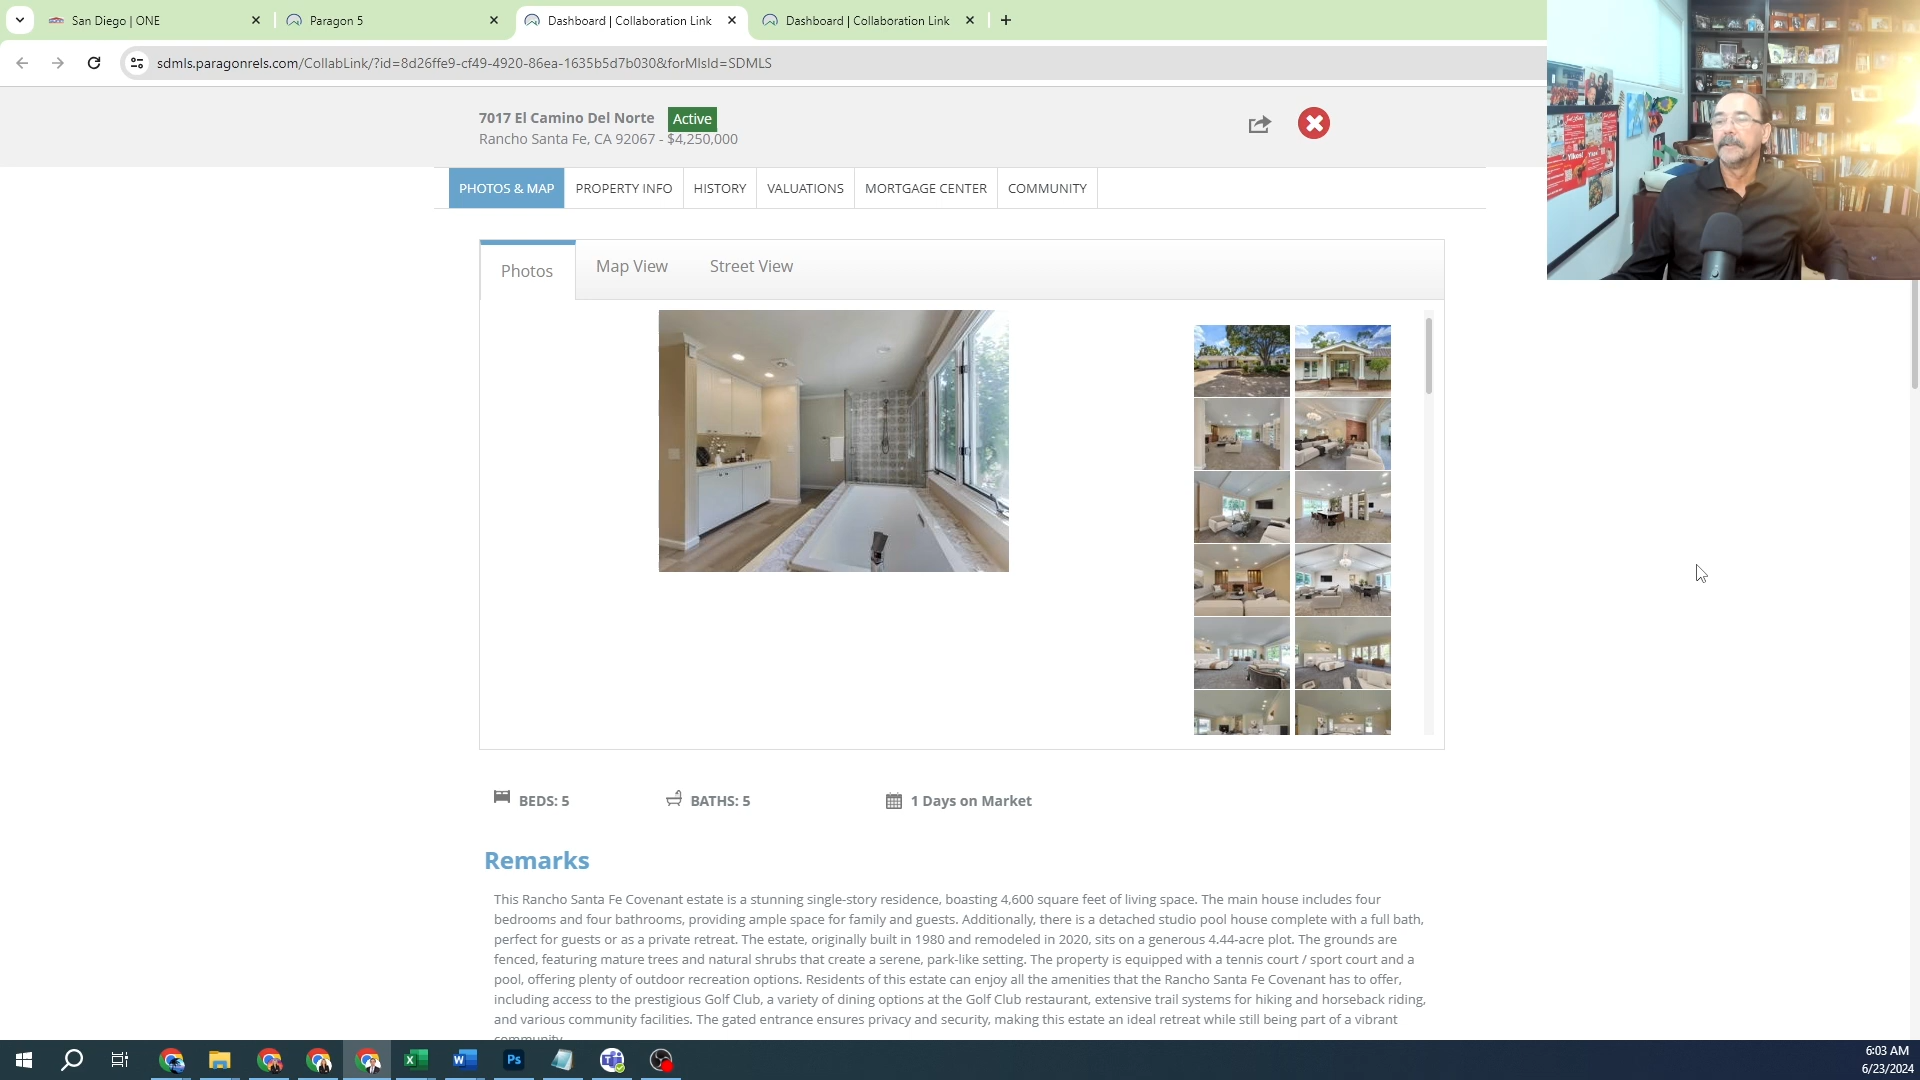 San Diego | ONE
Paragon 5
Dashboard | Collaboration Link
Dashboard | Collaboration Link
sdmls.paragonrels.com/CollabLink/?id=8d26ffe9-cf49-4920-86ea-1635b5d7b030&forMlsId=SDMLS
7017 El Camino Del Norte Active
Rancho Santa Fe, CA 92067 - $4,250,000
PHOTOS & MAP PROPERTY INFO HISTORY VALUATIONS MORTGAGE CENTER COMMUNITY
Photos Map View Street View
BEDS: 5 BATHS: 5 1 Days on Market
Remarks
This Rancho Santa Fe Covenant estate is a stunning single-story residence, boasting 4,600 square feet of living space. The main house includes four
bedrooms and four bathrooms, providing ample space for family and guests. Additionally, there is a detached studio pool house complete with a full bath,
perfect for guests or as a private retreat. The estate, originally built in 1980 and remodeled in 2020, sits on a generous 4.44-acre plot. The grounds are
fenced, featuring mature trees and natural shrubs that create a serene, park-like setting. The property is equipped with a tennis court / sport court and a
pool, offering plenty of outdoor recreation options. Residents of this estate can enjoy all the amenities that the Rancho Santa Fe Covenant has to offer,
including access to the prestigious Golf Club, a variety of dining options at the Golf Club restaurant, extensive trail systems for hiking and horseback riding,
and various community facilities. The gated entrance ensures privacy and security, making this estate an ideal retreat while still being part of a vibrant
community.
6:03 AM
6/23/2024